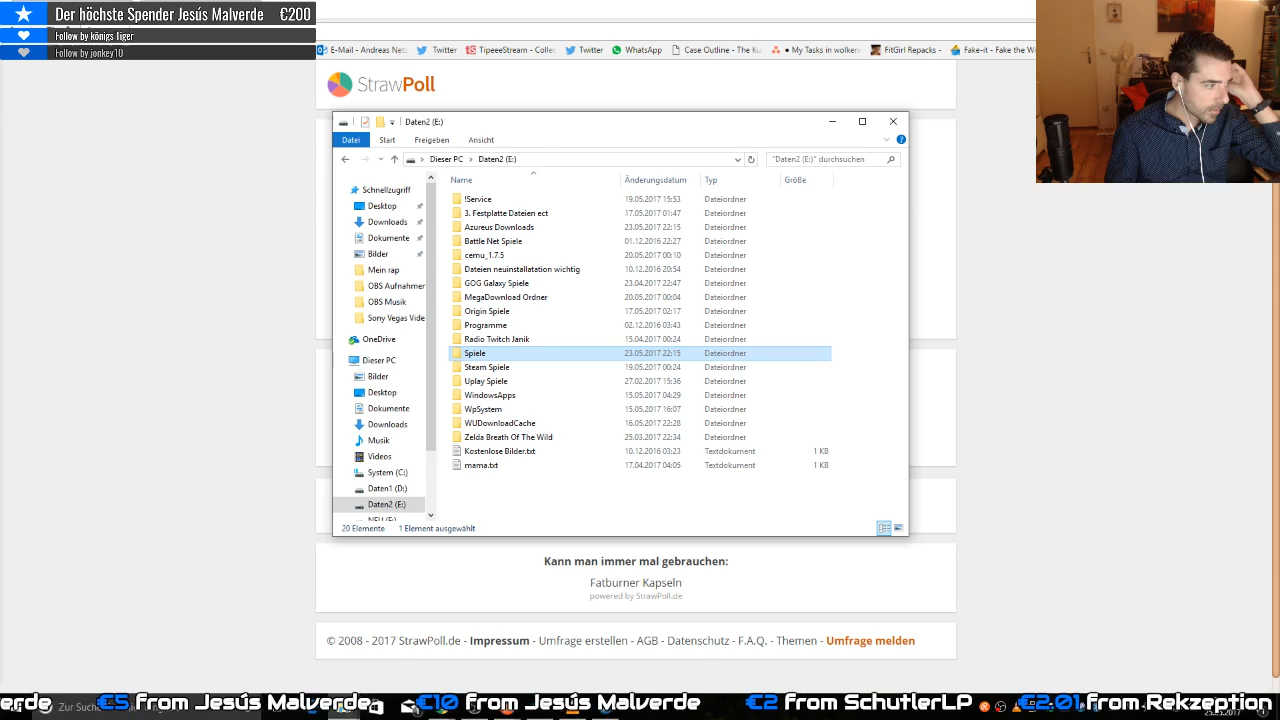 Der höchste Spender Jesús Malverde €200
Follow by königs tiger
Follow by jonkey10
E-Mail - Andreas Net: Twitter TipeeeStream - Collec Twitter WhatsApp Case Outline - The Ku My Tasks in wolken FitGirl Repacks - Fake-it - the Wo
StrawPoll
Daten2 (E:)
Datei Start Freigeben Ansicht
Dieser PC Daten2 (E:) "Daten2 (E:)" durchsuchen
Name Änderungsdatum Typ Größe
Schnellzugriff
Desktop
Downloads
Dokumente
Bilder
Mein rap
OBS Aufnahmer
OBS Musik
Sony Vegas Vide
OneDrive
Dieser PC
Bilder
Desktop
Dokumente
Downloads
Musik
Videos
System (C:)
Daten1 (D:)
Daten2 (E:)
!Service 19.05.2017 15:53 Dateiordner
3. Festplatte Dateien ect 17.05.2017 01:47 Dateiordner
Azureus Downloads 23.05.2017 22:15 Dateiordner
Battle Net Spiele 01.12.2016 22:27 Dateiordner
cemu_1.7.5 20.05.2017 00:10 Dateiordner
Dateien neuinstallatation wichtig 10.12.2016 20:54 Dateiordner
GOG Galaxy Spiele 23.04.2017 22:47 Dateiordner
MegaDownload Ordner 20.05.2017 00:04 Dateiordner
Origin Spiele 17.05.2017 02:17 Dateiordner
Programme 02.12.2016 03:43 Dateiordner
Radio Twitch Janik 15.04.2017 00:24 Dateiordner
Spiele 23.05.2017 22:15 Dateiordner
Steam Spiele 19.05.2017 00:24 Dateiordner
Uplay Spiele 27.02.2017 15:36 Dateiordner
WindowsApps 15.05.2017 04:29 Dateiordner
WpSystem 15.05.2017 16:07 Dateiordner
WUDownloadCache 16.05.2017 22:28 Dateiordner
Zelda Breath Of The Wild 25.03.2017 22:34 Dateiordner
Kostenlose Bilder.txt 10.12.2016 03:23 Textdokument 1 KB
mama.txt 17.04.2017 04:05 Textdokument 1 KB
20 Elemente 1 Element ausgewählt
Kann man immer mal gebrauchen:
Fatburner Kapseln
powered by StrawPoll.de
© 2008 - 2017 StrawPoll.de - Impressum - Umfrage erstellen - AGB - Datenschutz - F.A.Q. - Themen - Umfrage melden
erde €5 from Jesús Malverde €10 from Jesús Malverde €2 from SchutlerLP €2.01 from Rekzeption